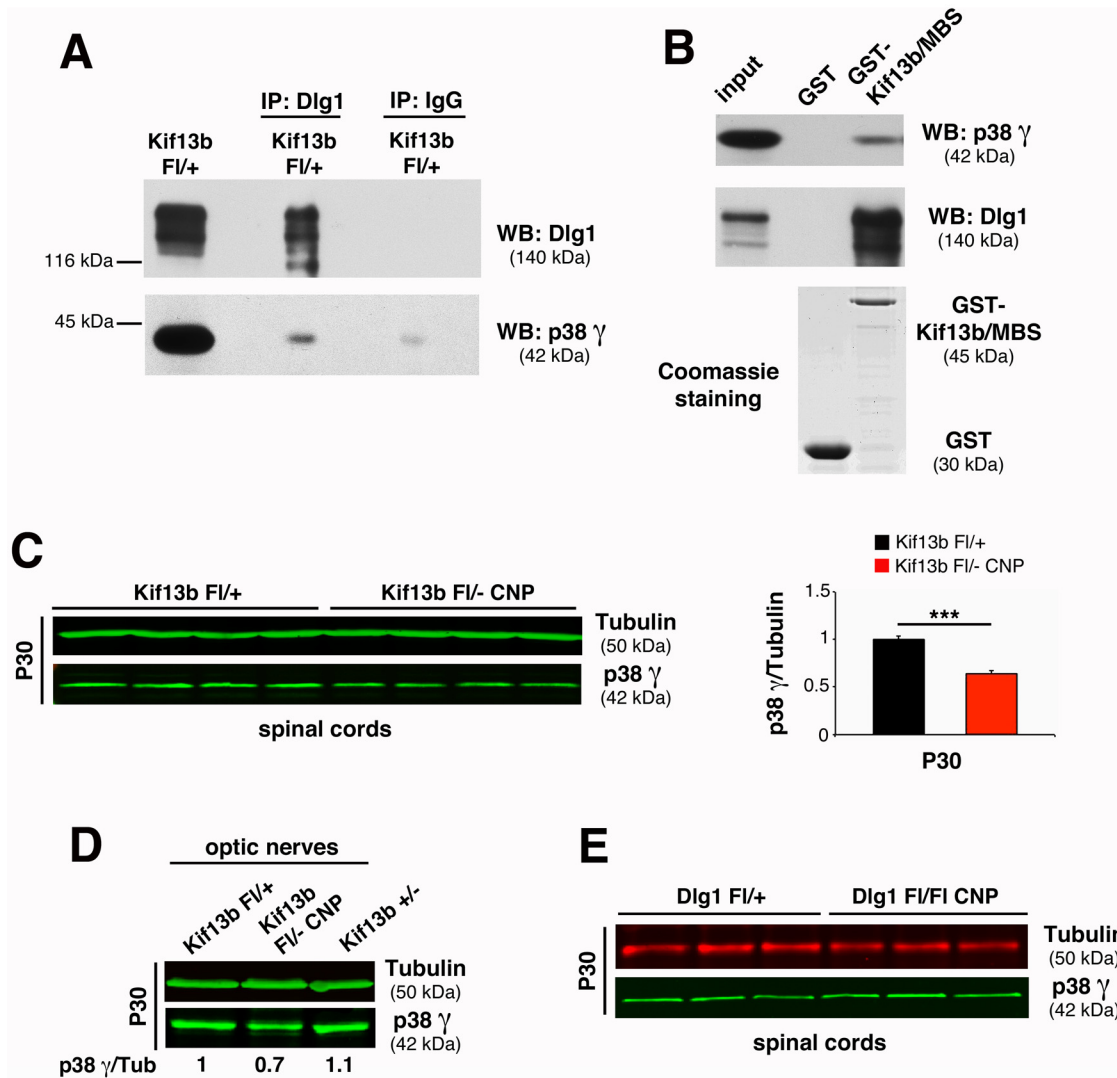 A
IP: Dlg1
IP: IgG
Kif13b
Fl/+
Kif13b
Fl/+
Kif13b
Fl/+
116 kDa
WB: Dlg1
(140 kDa)
45 kDa
WB: p38 γ
(42 kDa)
B
input
GST
GST-
Kif13b/MBS
WB: p38 γ
(42 kDa)
WB: Dlg1
(140 kDa)
GST-
Kif13b/MBS
(45 kDa)
Coomassie
staining
GST
(30 kDa)
C
Kif13b Fl/+
Kif13b Fl/- CNP
P30
Tubulin
(50 kDa)
p38 γ
(42 kDa)
spinal cords
Kif13b Fl/+
Kif13b Fl/- CNP
p38 γ/Tubulin
1.5
1
0.5
0
***
P30
D
optic nerves
Kif13b Fl/+
Kif13b
Fl/- CNP
Kif13b +/-
P30
Tubulin
(50 kDa)
p38 γ
(42 kDa)
p38 γ/Tub 1 0.7 1.1
E
Dlg1 Fl/+
Dlg1 Fl/Fl CNP
P30
Tubulin
(50 kDa)
p38 γ
(42 kDa)
spinal cords